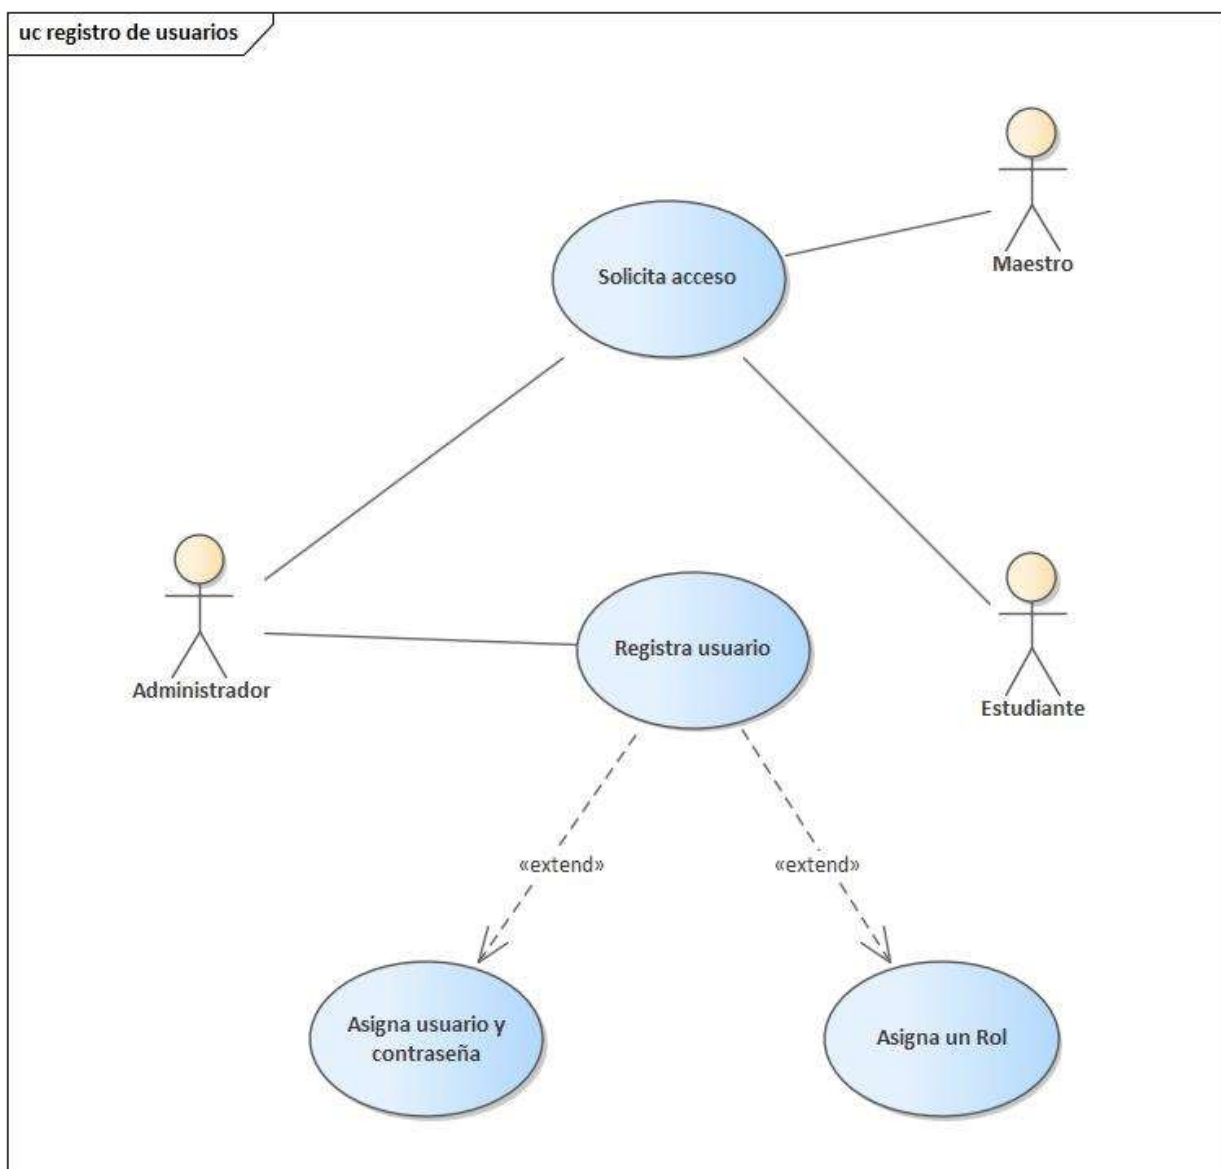 uc registro de usuarios
Maestro
Solicita acceso
Administrador
Registra usuario
Estudiante
«extend»
«extend»
Asigna usuario y
contraseña
Asigna un Rol